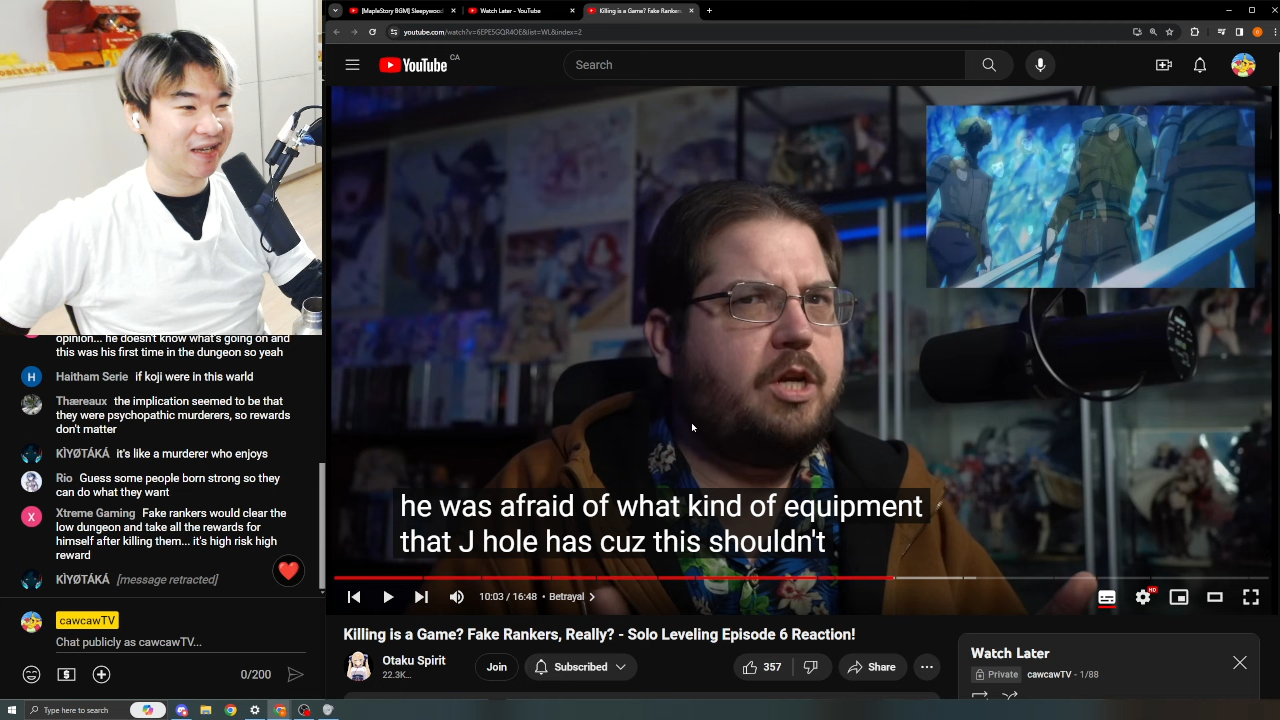 [MapleStory BGM] Sleepywood
Watch Later - YouTube
Killing is a Game? Fake Rankers,
youtube.com/watch?v=6EPE5GQR4OE&list=WL&index=2
YouTube CA
Search
he was afraid of what kind of equipment
that J hole has cuz this shouldn't
10:03 / 16:48 • Betrayal
HD
Killing is a Game? Fake Rankers, Really? - Solo Leveling Episode 6 Reaction!
Otaku Spirit
22.3K...
Join
Subscribed
357
Share
Watch Later
Private cawcawTV - 1/88
opinion... he doesn't know what's going on and
this was his first time in the dungeon so yeah
H
Haitham Serie if koji were in this warld
Thæreaux the implication seemed to be that
they were psychopathic murderers, so rewards
don't matter
KÌYØTÁKÁ it's like a murderer who enjoys
Rio Guess some people born strong so they
can do what they want
X
Xtreme Gaming Fake rankers would clear the
low dungeon and take all the rewards for
himself after killing them... it's high risk high
reward
KÌYØTÁKÁ [message retracted]
cawcawTV
Chat publicly as cawcawTV...
0/200
Type here to search